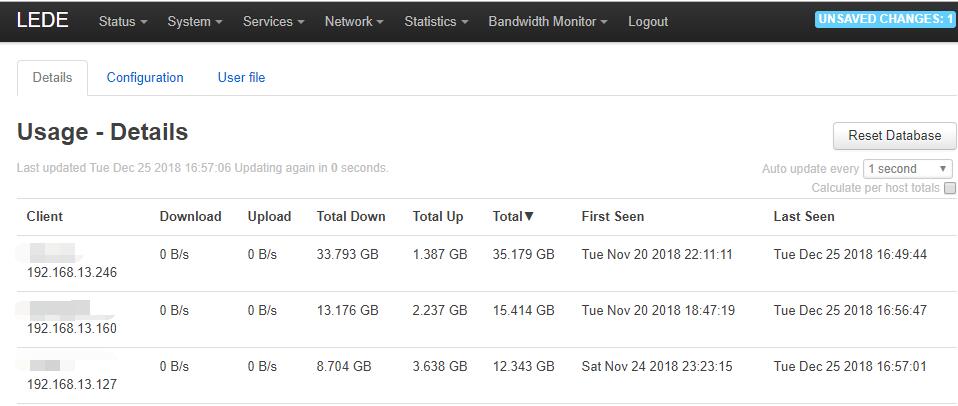 LEDE Status System Services Network Statistics Bandwidth Monitor Logout UNSAVED CHANGES: 1
Details Configuration User file
Usage - Details
Reset Database
Last updated Tue Dec 25 2018 16:57:06 Updating again in 0 seconds.
Auto update every 1 second
Calculate per host totals
Client Download Upload Total Down Total Up Total▼ First Seen Last Seen
0 B/s 0 B/s 33.793 GB 1.387 GB 35.179 GB Tue Nov 20 2018 22:11:11 Tue Dec 25 2018 16:49:44
192.168.13.246
0 B/s 0 B/s 13.176 GB 2.237 GB 15.414 GB Tue Nov 20 2018 18:47:19 Tue Dec 25 2018 16:56:47
192.168.13.160
0 B/s 0 B/s 8.704 GB 3.638 GB 12.343 GB Sat Nov 24 2018 23:23:15 Tue Dec 25 2018 16:57:01
192.168.13.127